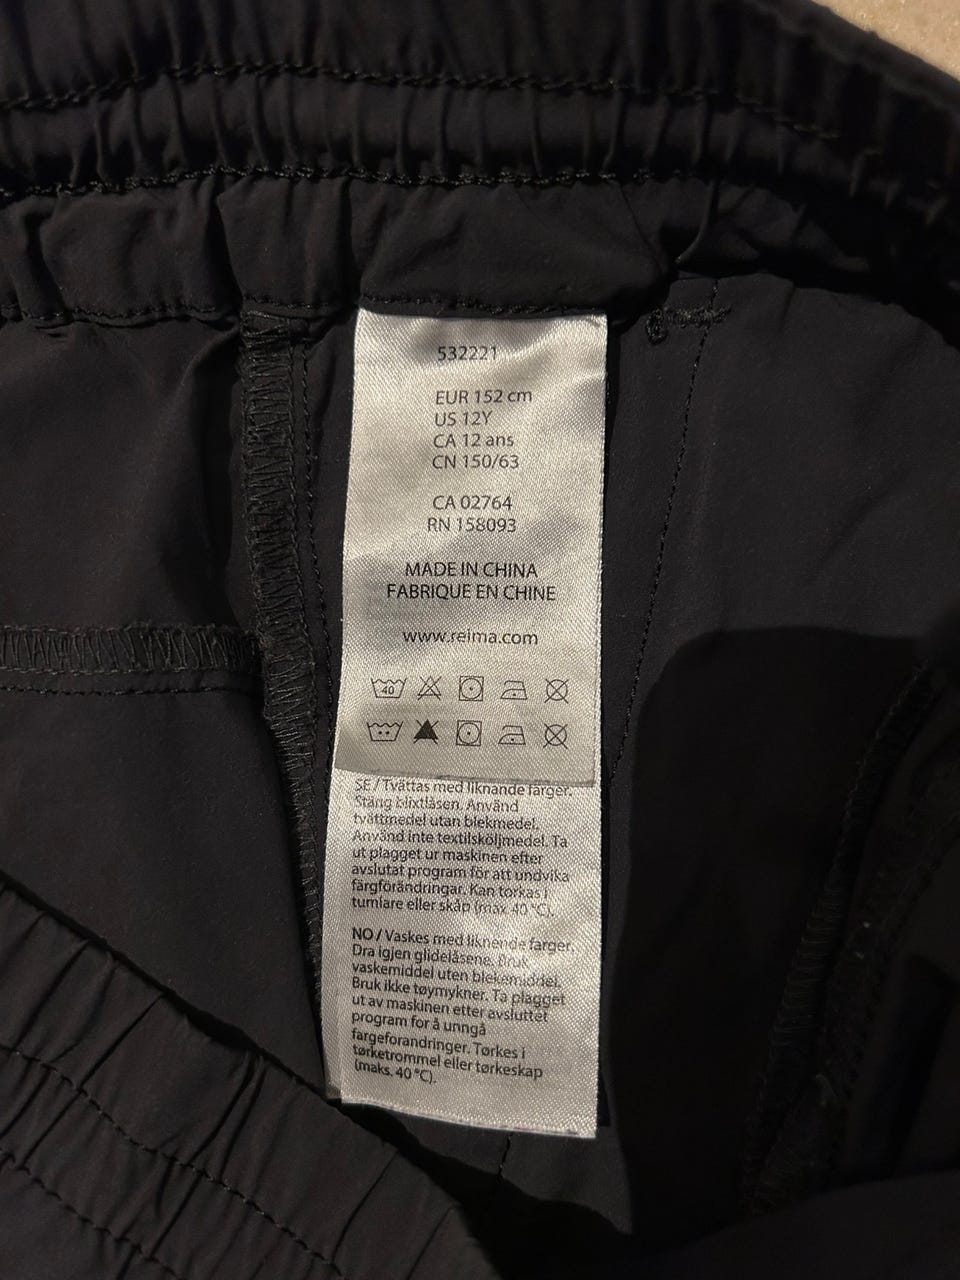 532221
EUR 152 cm
US 12Y
CA 12 ans
CN 150/63
CA 02764
RN 158093
MADE IN CHINA
FABRIQUE EN CHINE
www.reima.com
40
SE / Tvättas med liknande färger.
Stäng blixtlåsen. Använd
tvättmedel utan blekmedel.
Använd inte textilsköljmedel. Ta
ut plagget ur maskinen efter
avslutat program för att undvika
färgförändringar. Kan torkas i
tumlare eller skåp (max 40 °C).
NO / Vaskes med liknende farger.
Dra igjen glidelåsene. Bruk
vaskemiddel uten blekemiddel.
Bruk ikke tøymykner. Ta plagget
ut av maskinen etter avsluttet
program for å unngå
fargeforandringer. Tørkes i
tørketrommel eller tørkeskap
(maks. 40 °C).